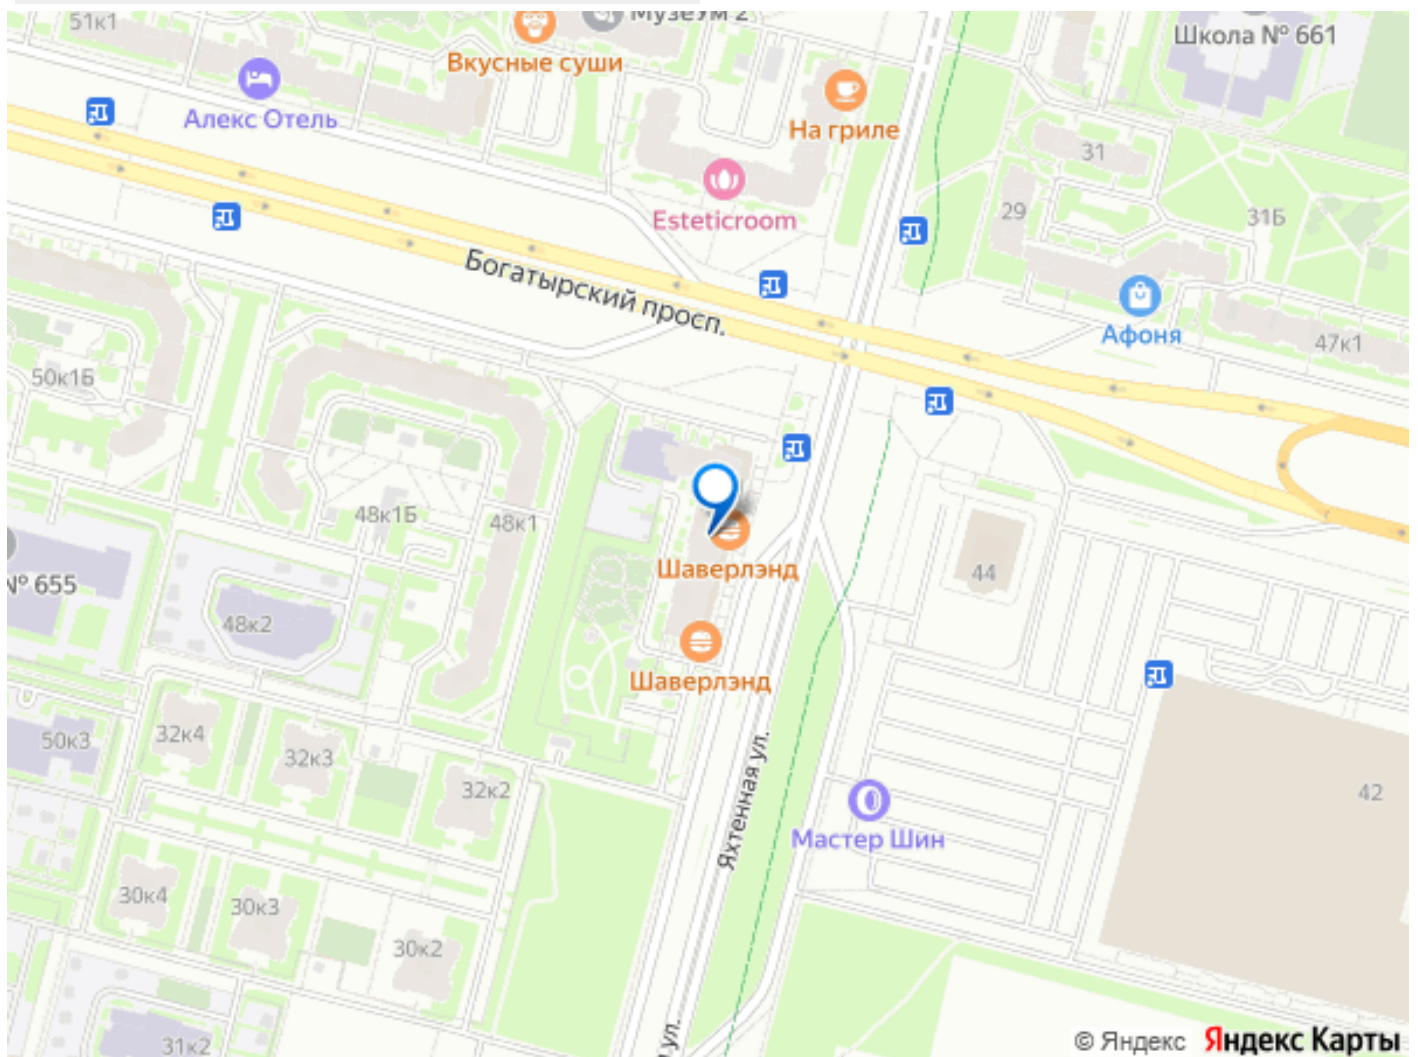 51к1
МузеУм 2
Школа № 661
Вкусные суши
Алекс Отель
На гриле
31
Esteticroom
29
31Б
Богатырский просп.
Афоня
47к1
50к1Б
48к1Б
48к1
№ 655
Шаверлэнд
44
48к2
Шаверлэнд
50к3
32к4
32к3
32к2
Яхтенная ул.
42
Мастер Шин
30к4
30к3
30к2
ул.
31к2
© Яндекс Яндекс Карты